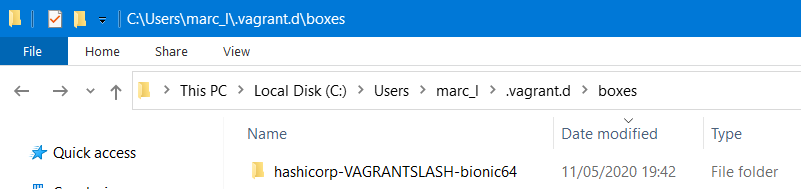 C:\Users\marc_l\.vagrant.d\boxes
File Home Share View
This PC Local Disk (C:) Users marc_l .vagrant.d boxes
Name Date modified Type
Quick access
hashicorp-VAGRANTSLASH-bionic64 11/05/2020 19:42 File folder